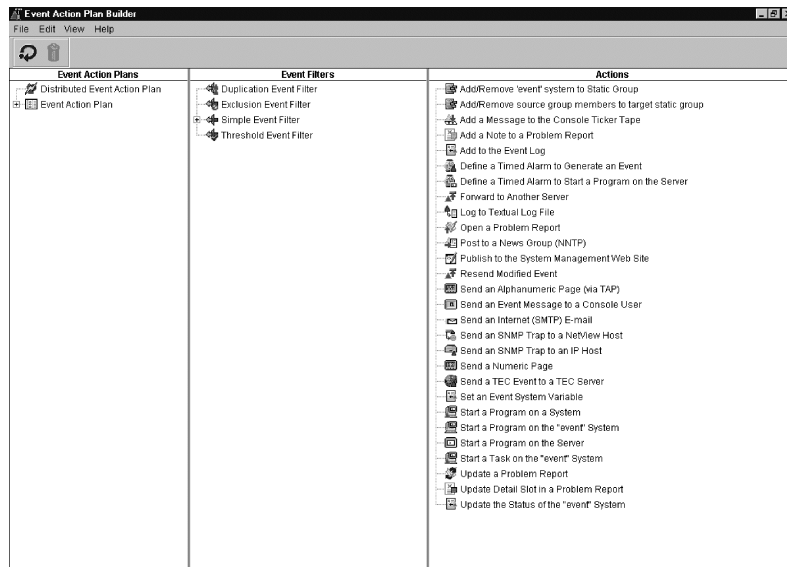 Event Action Plan Builder
File Edit View Help
Event Action Plans
Distributed Event Action Plan
Event Action Plan
Event Filters
Duplication Event Filter
Exclusion Event Filter
Simple Event Filter
Threshold Event Filter
Actions
Add/Remove 'event' system to Static Group
Add/Remove source group members to target static group
Add a Message to the Console Ticker Tape
Add a Note to a Problem Report
Add to the Event Log
Define a Timed Alarm to Generate an Event
Define a Timed Alarm to Start a Program on the Server
Forward to Another Server
Log to Textual Log File
Open a Problem Report
Post to a News Group (NNTP)
Publish to the System Management Web Site
Resend Modified Event
Send an Alphanumeric Page (via TAP)
Send an Event Message to a Console User
Send an Internet (SMTP) E-mail
Send an SNMP Trap to a NetView Host
Send an SNMP Trap to an IP Host
Send a Numeric Page
Send a TEC Event to a TEC Server
Set an Event System Variable
Start a Program on a System
Start a Program on the "event" System
Start a Program on the Server
Start a Task on the "event" System
Update a Problem Report
Update Detail Slot in a Problem Report
Update the Status of the "event" System